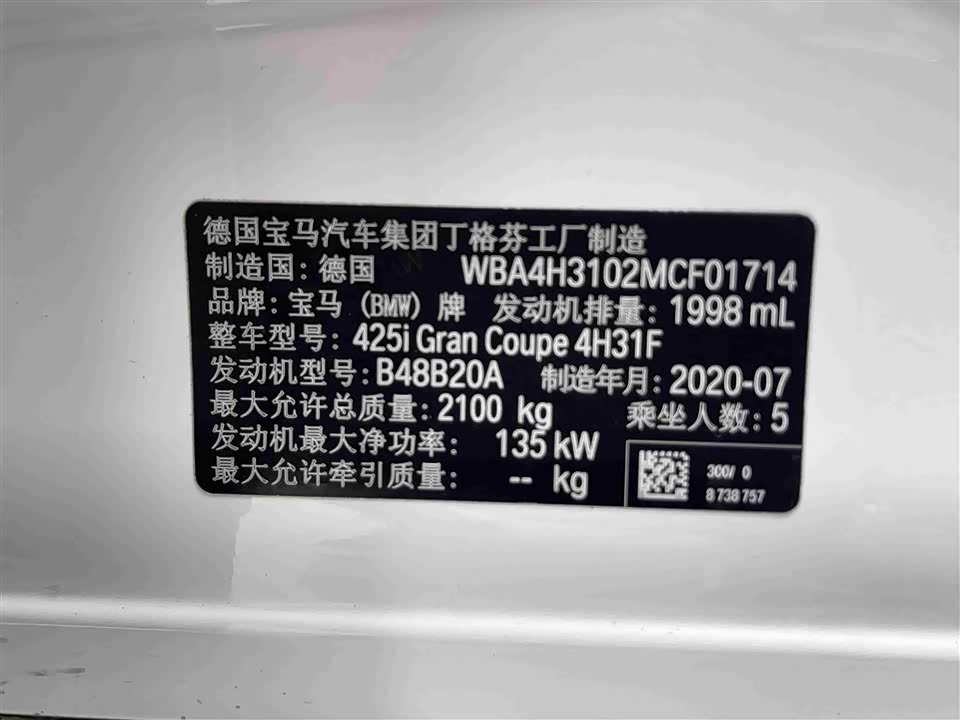 德国宝马汽车集团丁格芬工厂制造
制造国: 德国 WBA4H3102MCF01714
品牌: 宝马 (BMW) 牌 发动机排量: 1998 mL
整车型号: 425i Gran Coupe 4H31F
发动机型号: B48B20A 制造年月: 2020-07
最大允许总质量: 2100 kg 乘坐人数: 5
发动机最大净功率: 135 kW
最大允许牵引质量: -- kg
300/ 0
8 738 757